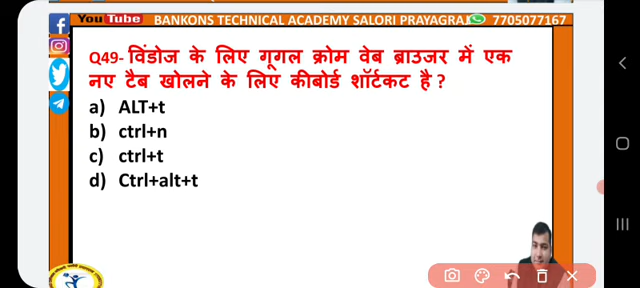 YouTube BANKONS TECHNICAL ACADEMY SALORI PRAYAGRAJ 7705077167
Q49- विंडोज के लिए गूगल क्रोम वेब ब्राउजर में एक
नए टैब खोलने के लिए कीबोर्ड शॉर्टकट है ?
a) ALT+t
b) ctrl+n
c) ctrl+t
d) Ctrl+alt+t